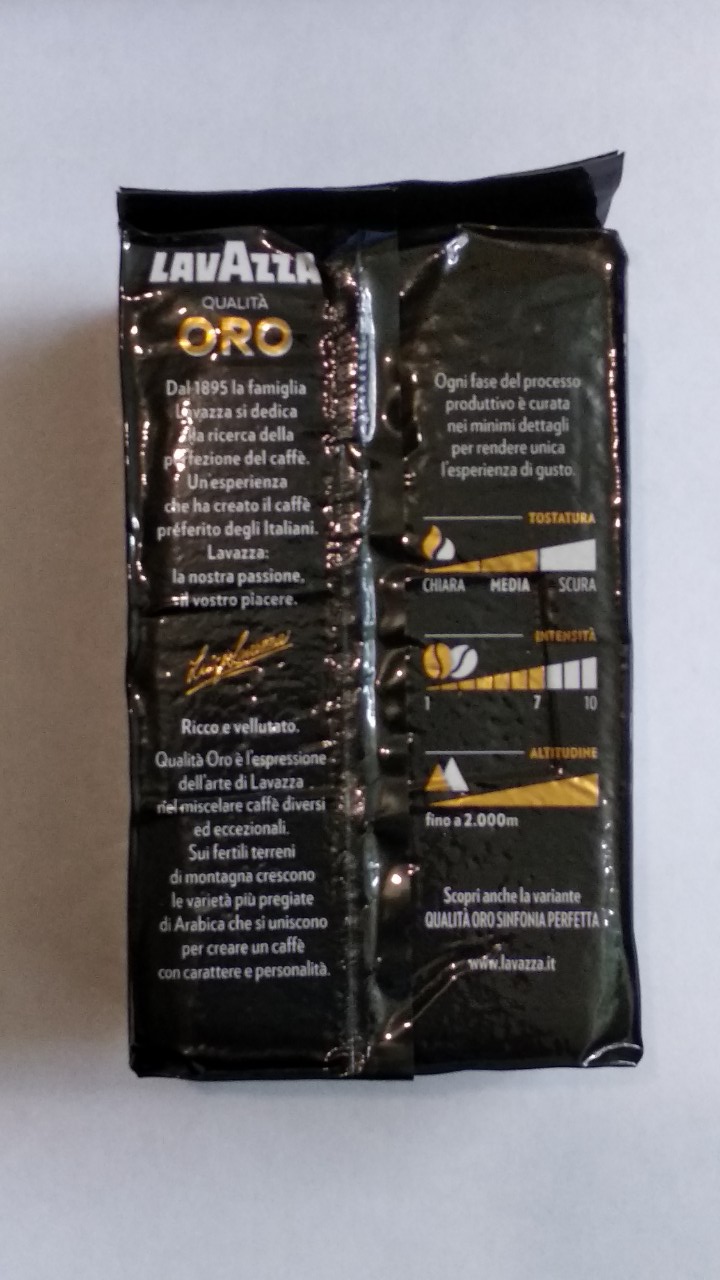 LAVAZZA
QUALITÀ
ORO
Dal 1895 la famiglia
Lavazza si dedica
alla ricerca della
perfezione del caffè.
Un'esperienza
che ha creato il caffè
preferito degli Italiani.
Lavazza:
la nostra passione,
il vostro piacere.
Luigi Lavazza
Ricco e vellutato.
Qualità Oro è l'espressione
dell'arte di Lavazza
nel miscelare caffè diversi
ed eccezionali.
Sui fertili terreni
di montagna crescono
le varietà più pregiate
di Arabica che si uniscono
per creare un caffè
con carattere e personalità.
Ogni fase del processo
produttivo è curata
nei minimi dettagli
per rendere unica
l'esperienza di gusto.
TOSTATURA
CHIARA MEDIA SCURA
INTENSITÀ
1 7 10
ALTITUDINE
fino a 2.000m
Scopri anche la variante
QUALITÀ ORO SINFONIA PERFETTA
www.lavazza.it